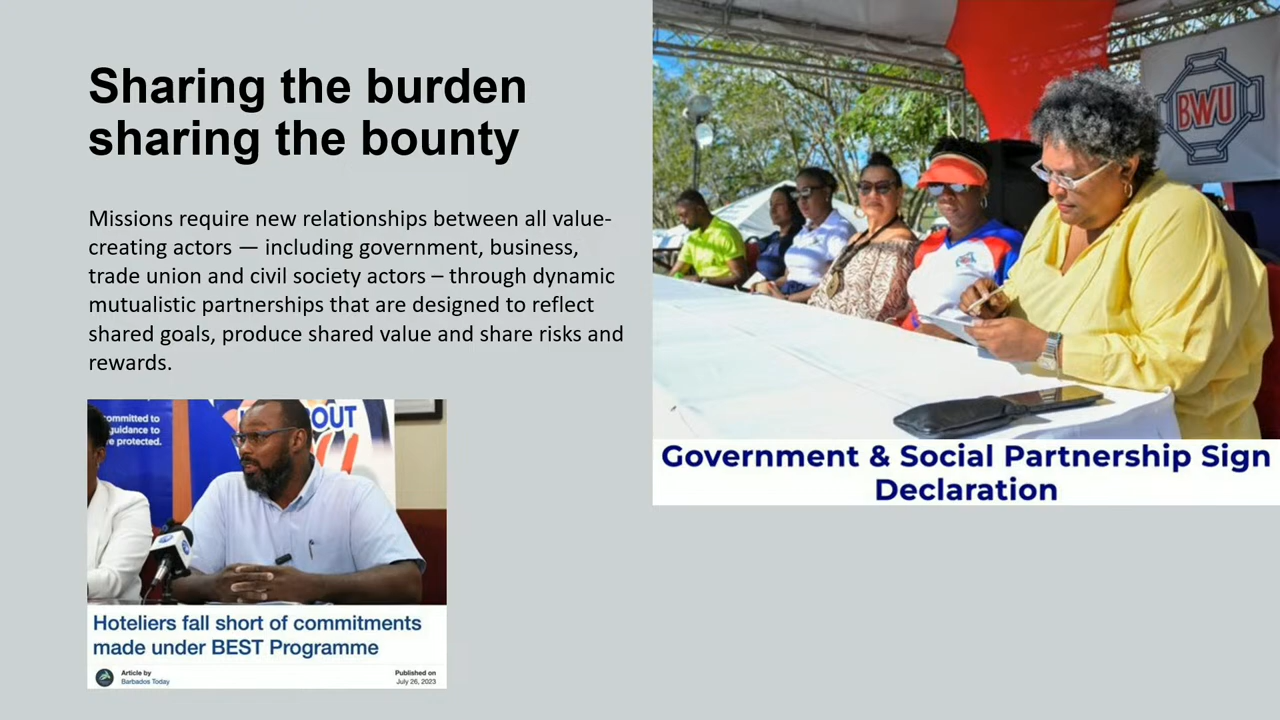 Sharing the burden
sharing the bounty
Missions require new relationships between all value-
creating actors — including government, business,
trade union and civil society actors – through dynamic
mutualistic partnerships that are designed to reflect
shared goals, produce shared value and share risks and
rewards.
BWU
Government & Social Partnership Sign
Declaration
ommitted to
guidance to
e protected.
OUT
Hoteliers fall short of commitments
made under BEST Programme
Article by
Barbados Today
Published on
July 26, 2023